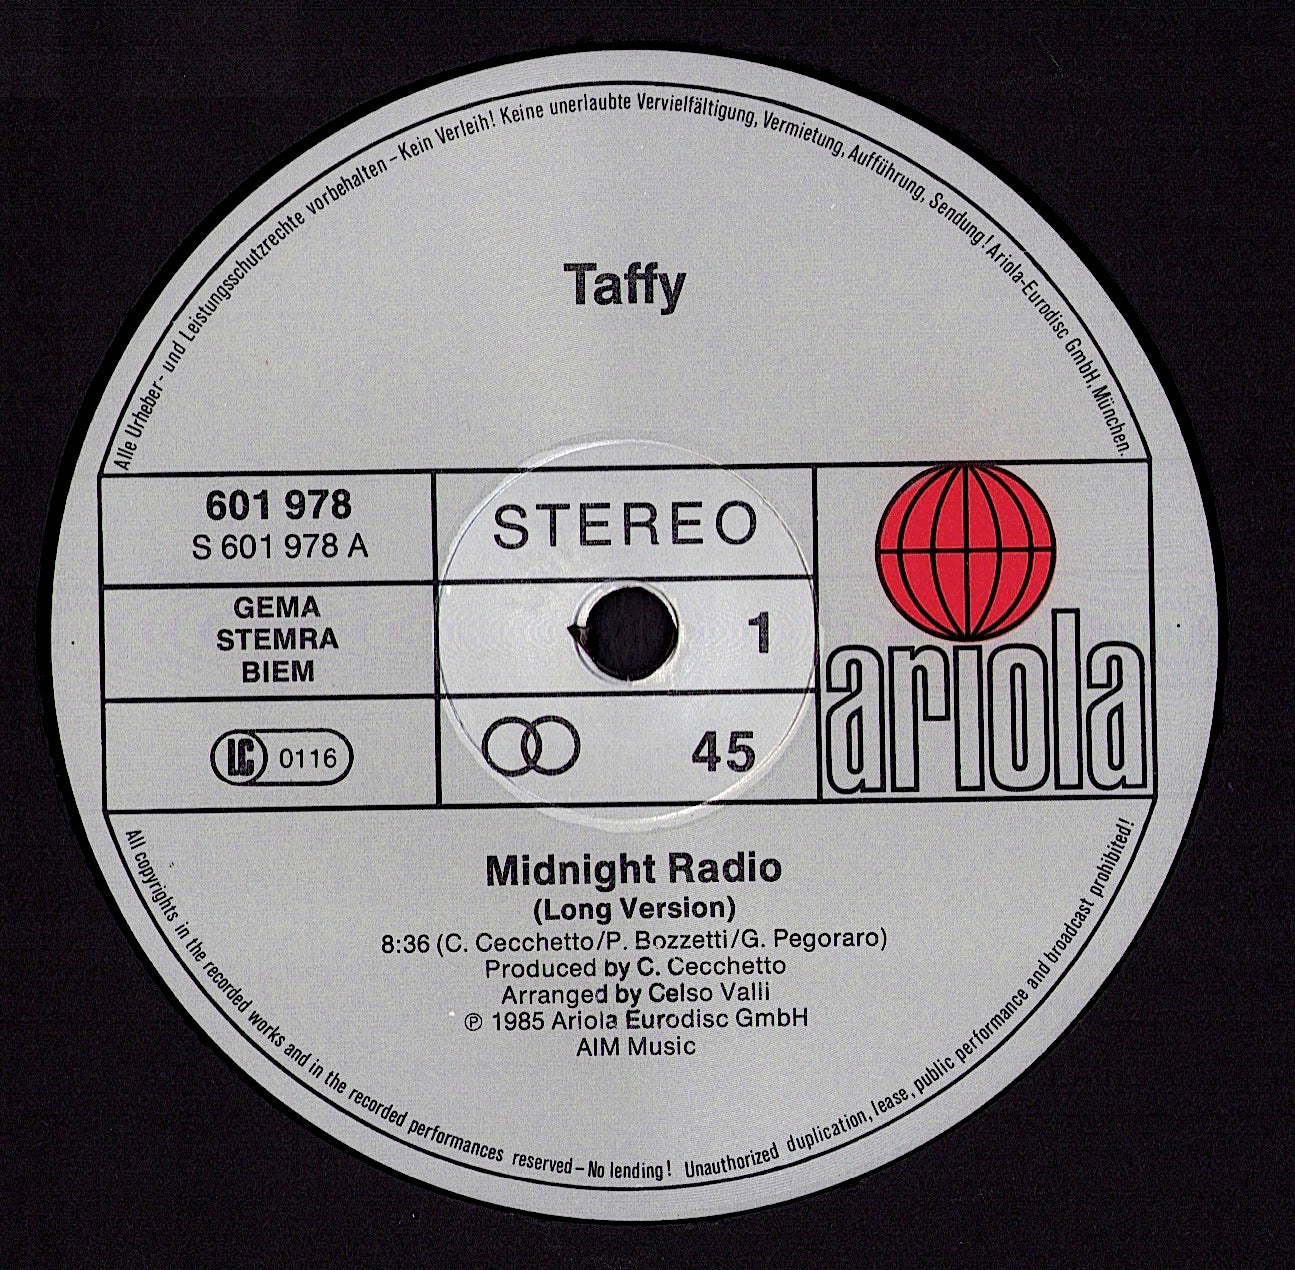 Alle Urheber- und Leistungsschutzrechte vorbehalten – Kein Verleih! Keine unerlaubte Vervielfältigung, Vermietung, Aufführung, Sendung! Ariola-Eurodisc GmbH, München.
Taffy
601 978
S 601 978 A
STEREO
GEMA
STEMRA
BIEM
1
LC 0116
45
ariola
Midnight Radio
(Long Version)
8:36 (C. Cecchetto/P. Bozzetti/G. Pegoraro)
Produced by C. Cecchetto
Arranged by Celso Valli
℗ 1985 Ariola Eurodisc GmbH
AIM Music
All copyrights in the recorded works and in the recorded performances reserved – No lending! Unauthorized duplication, lease, public performance and broadcast prohibited!